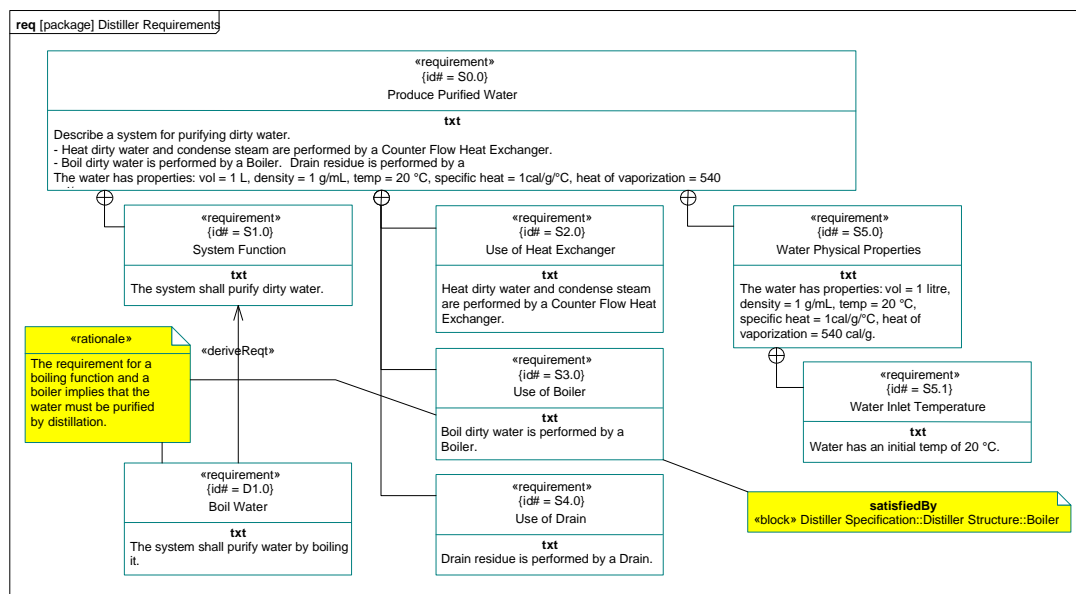 req [package] Distiller Requirements
«requirement»
{id# = S0.0}
Produce Purified Water
txt
Describe a system for purifying dirty water.
- Heat dirty water and condense steam are performed by a Counter Flow Heat Exchanger.
- Boil dirty water is performed by a Boiler.  Drain residue is performed by a
The water has properties: vol = 1 L, density = 1 g/mL, temp = 20 °C, specific heat = 1cal/g/°C, heat of vaporization = 540
«requirement»
{id# = S1.0}
System Function
txt
The system shall purify dirty water.
«requirement»
{id# = S2.0}
Use of Heat Exchanger
txt
Heat dirty water and condense steam
are performed by a Counter Flow Heat
Exchanger.
«requirement»
{id# = S5.0}
Water Physical Properties
txt
The water has properties: vol = 1 litre,
density = 1 g/mL, temp = 20 °C,
specific heat = 1cal/g/°C, heat of
vaporization = 540 cal/g.
«rationale»
The requirement for a
boiling function and a
boiler implies that the
water must be purified
by distillation.
«deriveReqt»
«requirement»
{id# = S3.0}
Use of Boiler
txt
Boil dirty water is performed by a
Boiler.
«requirement»
{id# = S5.1}
Water Inlet Temperature
txt
Water has an initial temp of 20 °C.
«requirement»
{id# = D1.0}
Boil Water
txt
The system shall purify water by boiling
it.
«requirement»
{id# = S4.0}
Use of Drain
txt
Drain residue is performed by a Drain.
satisfiedBy
«block» Distiller Specification::Distiller Structure::Boiler